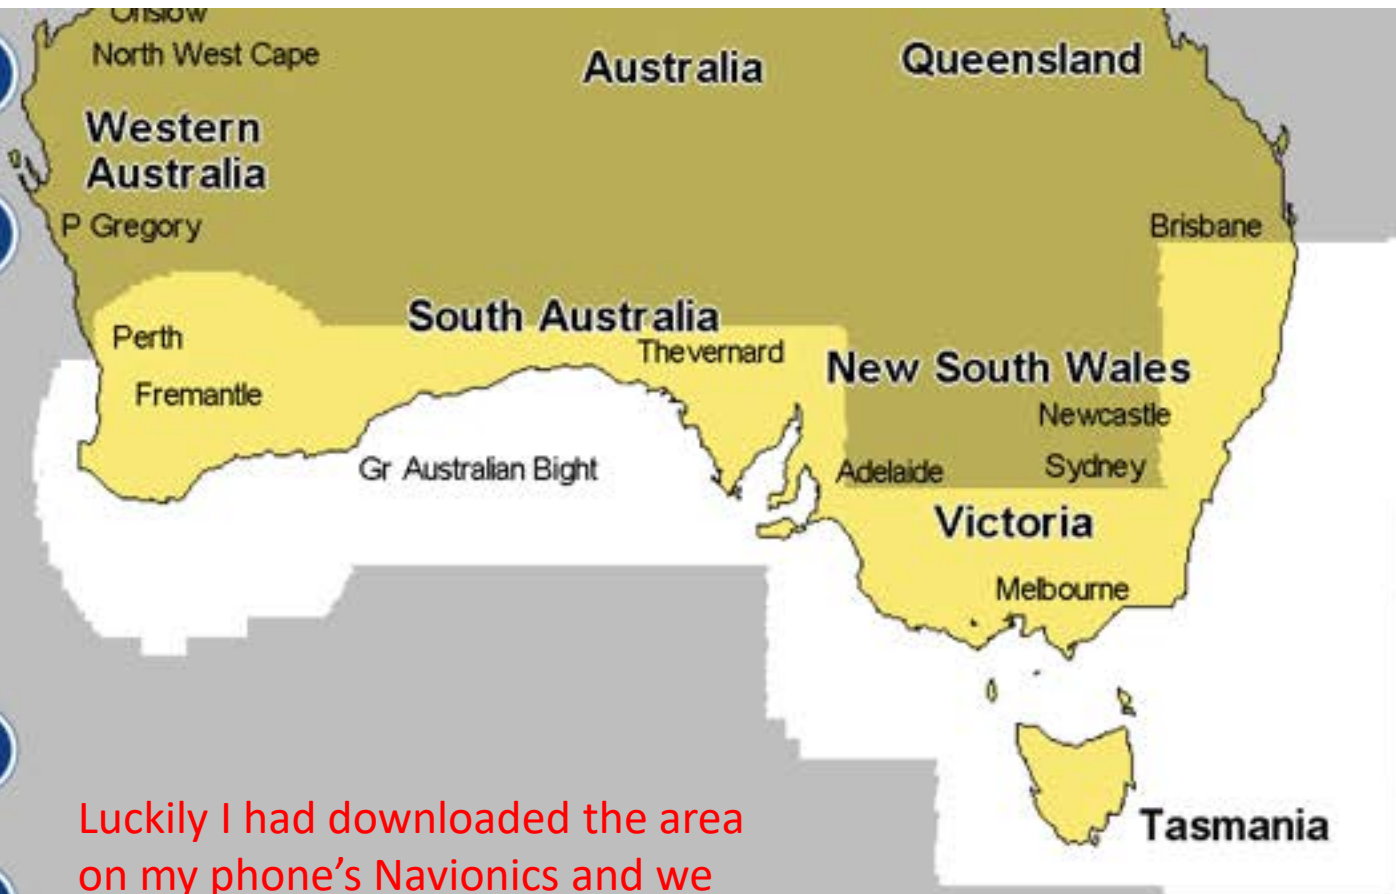 Onslow
North West Cape
Australia
Queensland
Western
Australia
P Gregory
Brisbane
South Australia
Perth
Thevernard
New South Wales
Fremantle
Newcastle
Gr Australian Bight
Adelaide
Sydney
Victoria
Melbourne
Tasmania
Luckily I had downloaded the area
on my phone’s Navionics and we